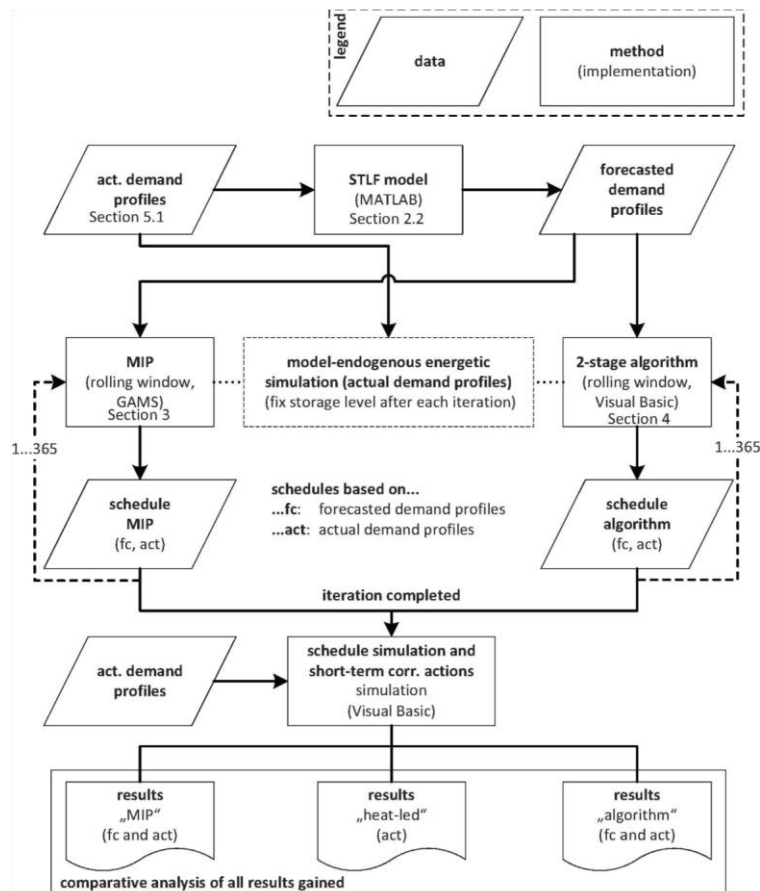 legend
data
method
(implementation)
act. demand
profiles
Section 5.1
STLF model
(MATLAB)
Section 2.2
forecasted
demand
profiles
MIP
(rolling window,
GAMS)
Section 3
model-endogenous energetic
simulation (actual demand profiles)
(fix storage level after each iteration)
2-stage algorithm
(rolling window,
Visual Basic)
Section 4
1...365
1...365
schedule
MIP
(fc, act)
schedules based on...
...fc: forecasted demand profiles
...act: actual demand profiles
schedule
algorithm
(fc, act)
iteration completed
act. demand
profiles
schedule simulation and
short-term corr. actions
simulation
(Visual Basic)
results
„MIP“
(fc and act)
results
„heat-led“
(act)
results
„algorithm“
(fc and act)
comparative analysis of all results gained